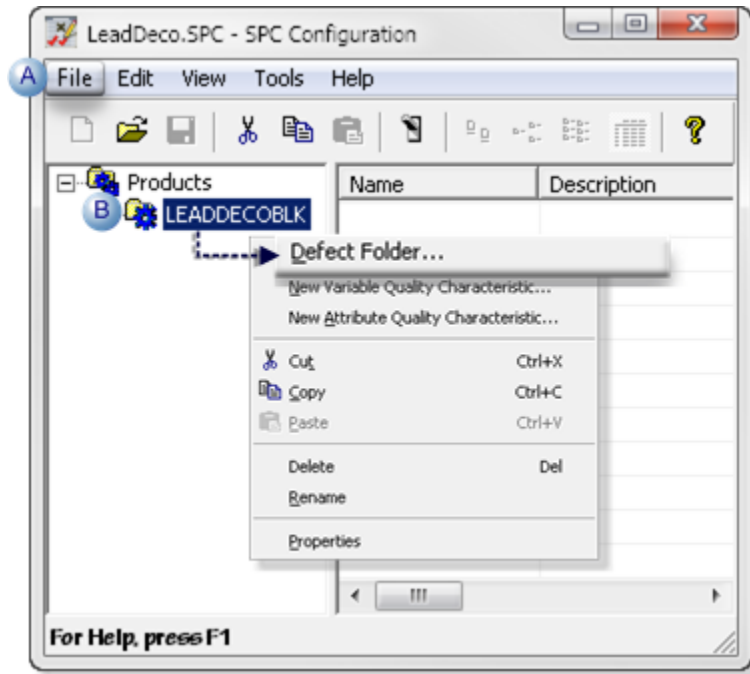 LeadDeco.SPC - SPC Configuration
A File Edit View Tools Help
Products
Name Description
B LEADDECOBLK
Defect Folder...
New Variable Quality Characteristic...
New Attribute Quality Characteristic...
Cut Ctrl+X
Copy Ctrl+C
Paste Ctrl+V
Delete Del
Rename
Properties
For Help, press F1